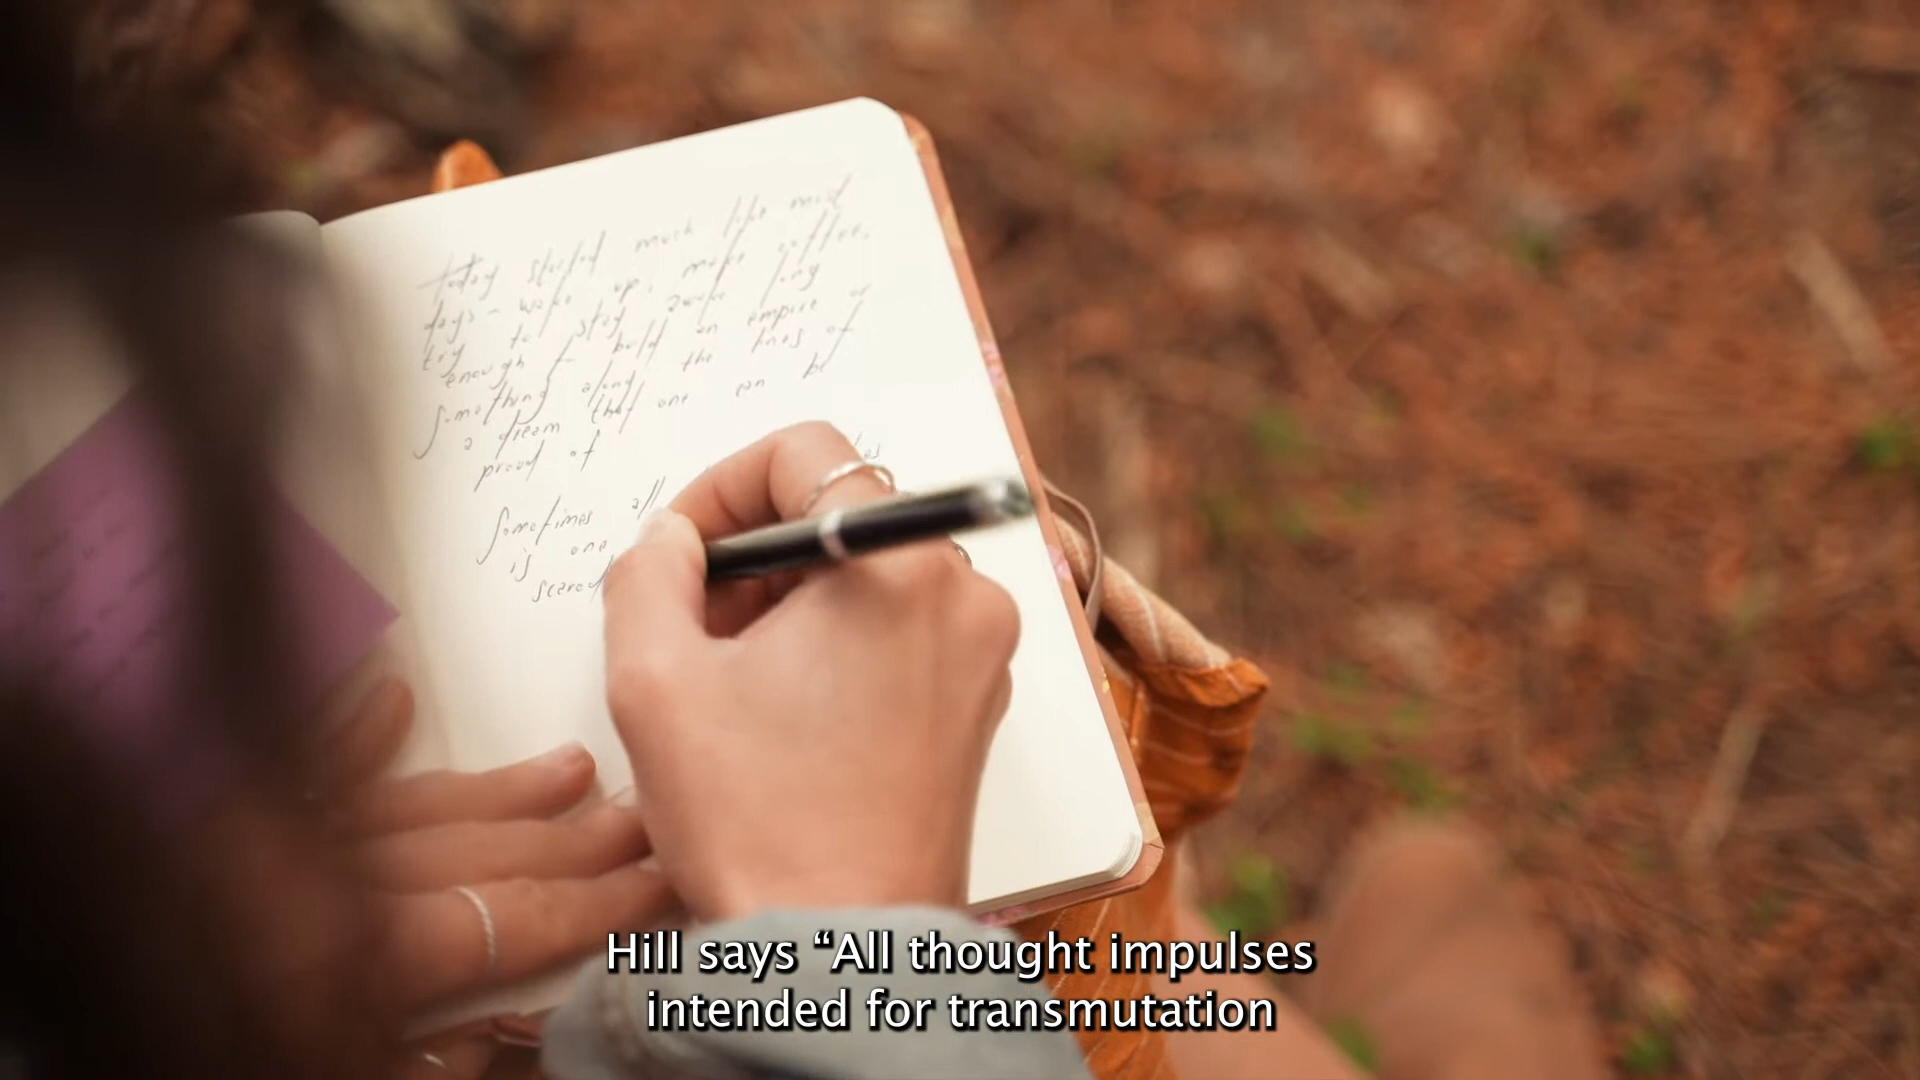 today started much like most
days - wake up, make coffee,
try to stay awake long
enough to build an empire or
something along the lines of
a dream that one can be
proud of
Sometimes all
is one
scared
Hill says “All thought impulses
intended for transmutation